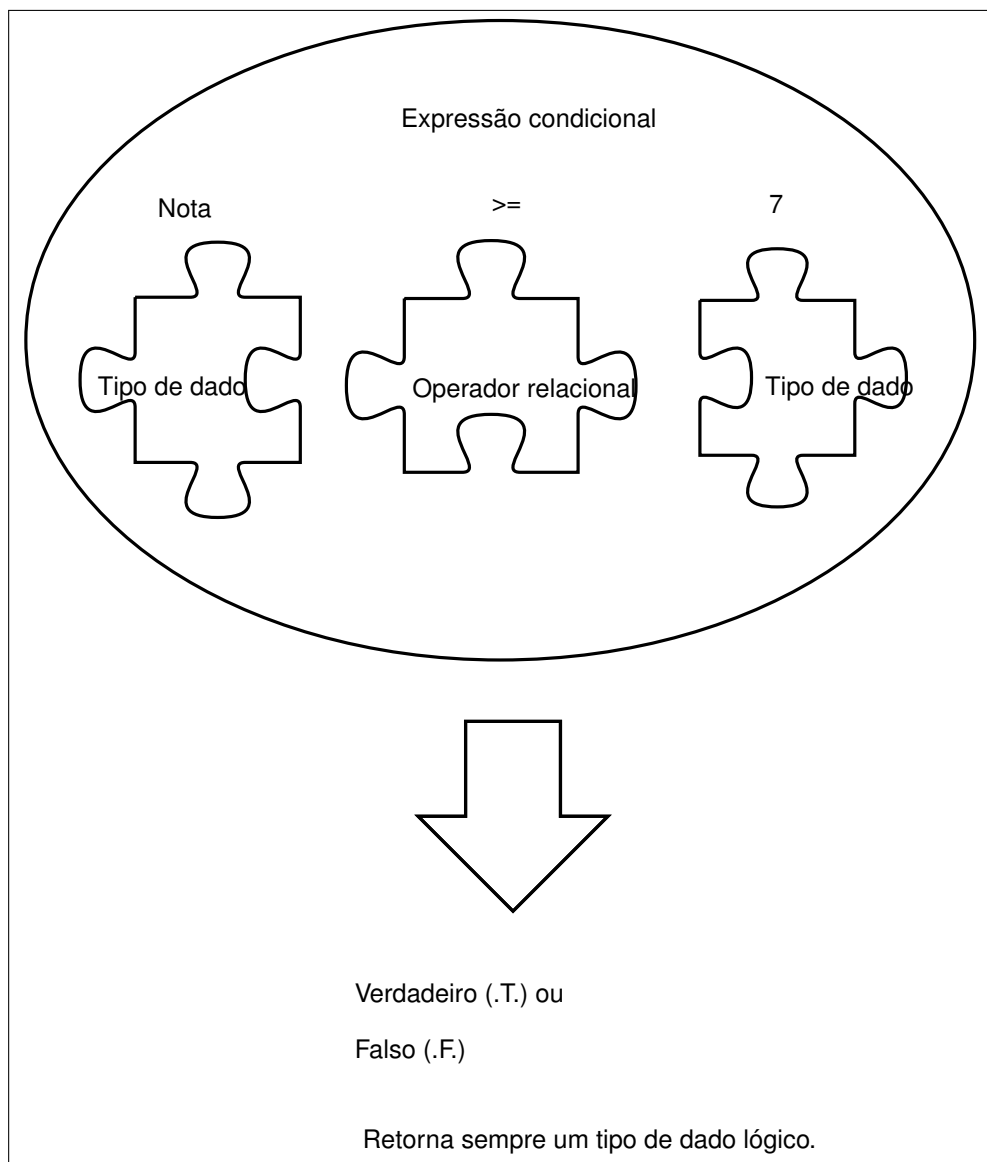 Expressão condicional
Nota >= 7
Tipo de dado Operador relacional Tipo de dado
Verdadeiro (.T.) ou
Falso (.F.)
Retorna sempre um tipo de dado lógico.